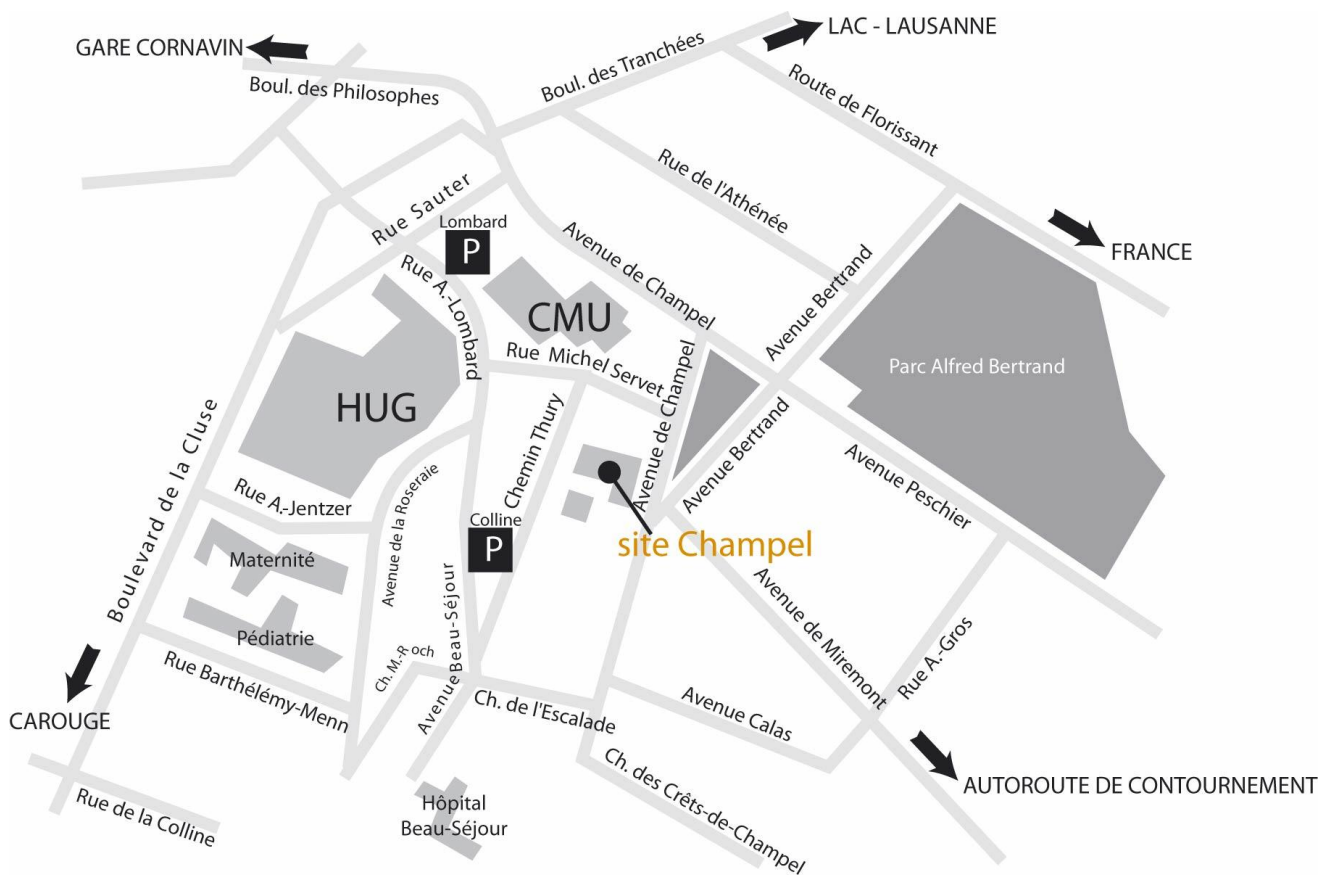 LAC - LAUSANNE
GARE CORNAVIN
Boul. des Tranchées
Boul. des Philosophes
Route de Florissant
Rue de l'Athénée
Rue Sauter
Lombard
P
Avenue de Champel
FRANCE
Rue A.-Lombard
Avenue Bertrand
CMU
Rue Michel Servet
Parc Alfred Bertrand
HUG
Avenue de Champel
Avenue Bertrand
Boulevard de la Cluse
Chemin Thury
Avenue Peschier
Rue A.-Jentzer
Avenue de la Roseraie
Colline
P
site Champel
Maternité
Avenue Beau-Séjour
Avenue de Miremont
Pédiatrie
Rue A.-Gros
Ch. M.-Roch
Rue Barthélémy-Menn
CAROUGE
Ch. de l'Escalade
Avenue Calas
AUTOROUTE DE CONTOURNEMENT
Ch. des Crêts-de-Champel
Rue de la Colline
Hôpital
Beau-Séjour